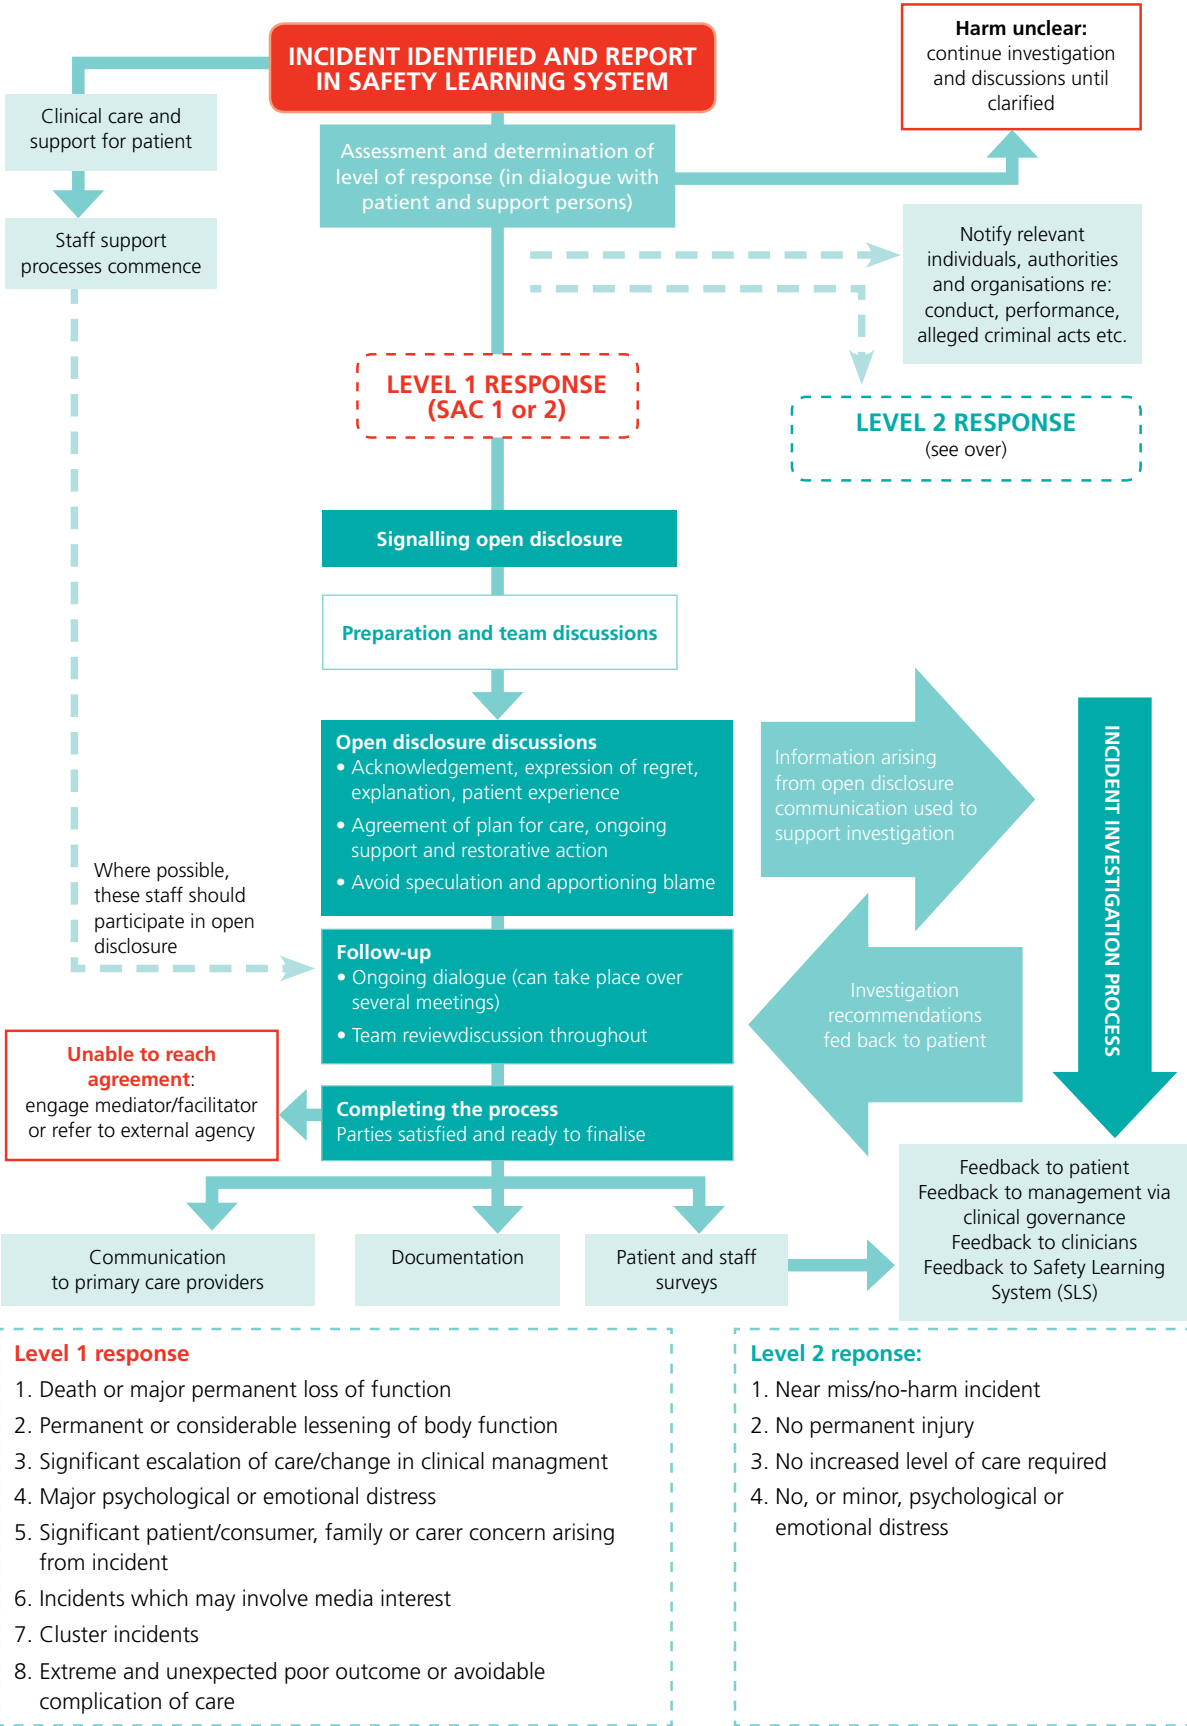 INCIDENT IDENTIFIED AND REPORT
IN SAFETY LEARNING SYSTEM
Harm unclear:
continue investigation
and discussions until
clarified
Clinical care and
support for patient
Assessment and determination of
level of response (in dialogue with
patient and support persons)
Staff support
processes commence
Notify relevant
individuals, authorities
and organisations re:
conduct, performance,
alleged criminal acts etc.
LEVEL 1 RESPONSE
(SAC 1 or 2)
LEVEL 2 RESPONSE
(see over)
Signalling open disclosure
Preparation and team discussions
Open disclosure discussions
• Acknowledgement, expression of regret,
explanation, patient experience
• Agreement of plan for care, ongoing
support and restorative action
• Avoid speculation and apportioning blame
Information arising
from open disclosure
communication used to
support investigation
INCIDENT INVESTIGATION PROCESS
Where possible,
these staff should
participate in open
disclosure
Follow-up
• Ongoing dialogue (can take place over
several meetings)
• Team reviewdiscussion throughout
Investigation
recommendations
fed back to patient
Unable to reach
agreement:
engage mediator/facilitator
or refer to external agency
Completing the process
Parties satisfied and ready to finalise
Communication
to primary care providers
Documentation
Patient and staff
surveys
Feedback to patient
Feedback to management via
clinical governance
Feedback to clinicians
Feedback to Safety Learning
System (SLS)
Level 1 response
1. Death or major permanent loss of function
2. Permanent or considerable lessening of body function
3. Significant escalation of care/change in clinical managment
4. Major psychological or emotional distress
5. Significant patient/consumer, family or carer concern arising
from incident
6. Incidents which may involve media interest
7. Cluster incidents
8. Extreme and unexpected poor outcome or avoidable
complication of care
Level 2 reponse:
1. Near miss/no-harm incident
2. No permanent injury
3. No increased level of care required
4. No, or minor, psychological or
emotional distress